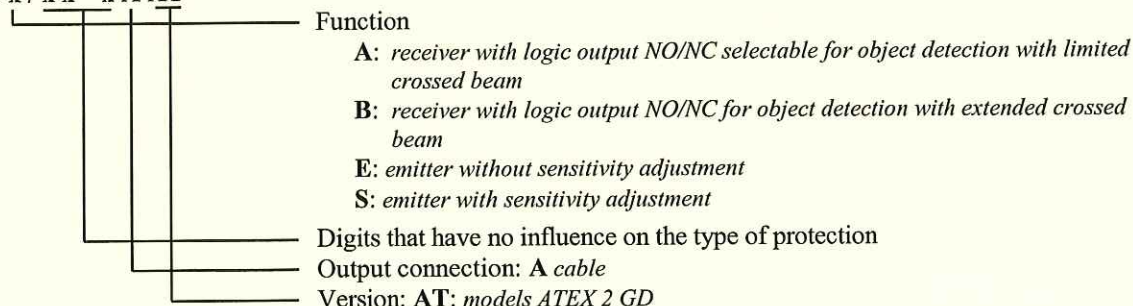 Function
A: receiver with logic output NO/NC selectable for object detection with limited
crossed beam
B: receiver with logic output NO/NC for object detection with extended crossed
beam
E: emitter without sensitivity adjustment
S: emitter with sensitivity adjustment
Digits that have no influence on the type of protection
Output connection: A cable
Version: AT: models ATEX 2 GD